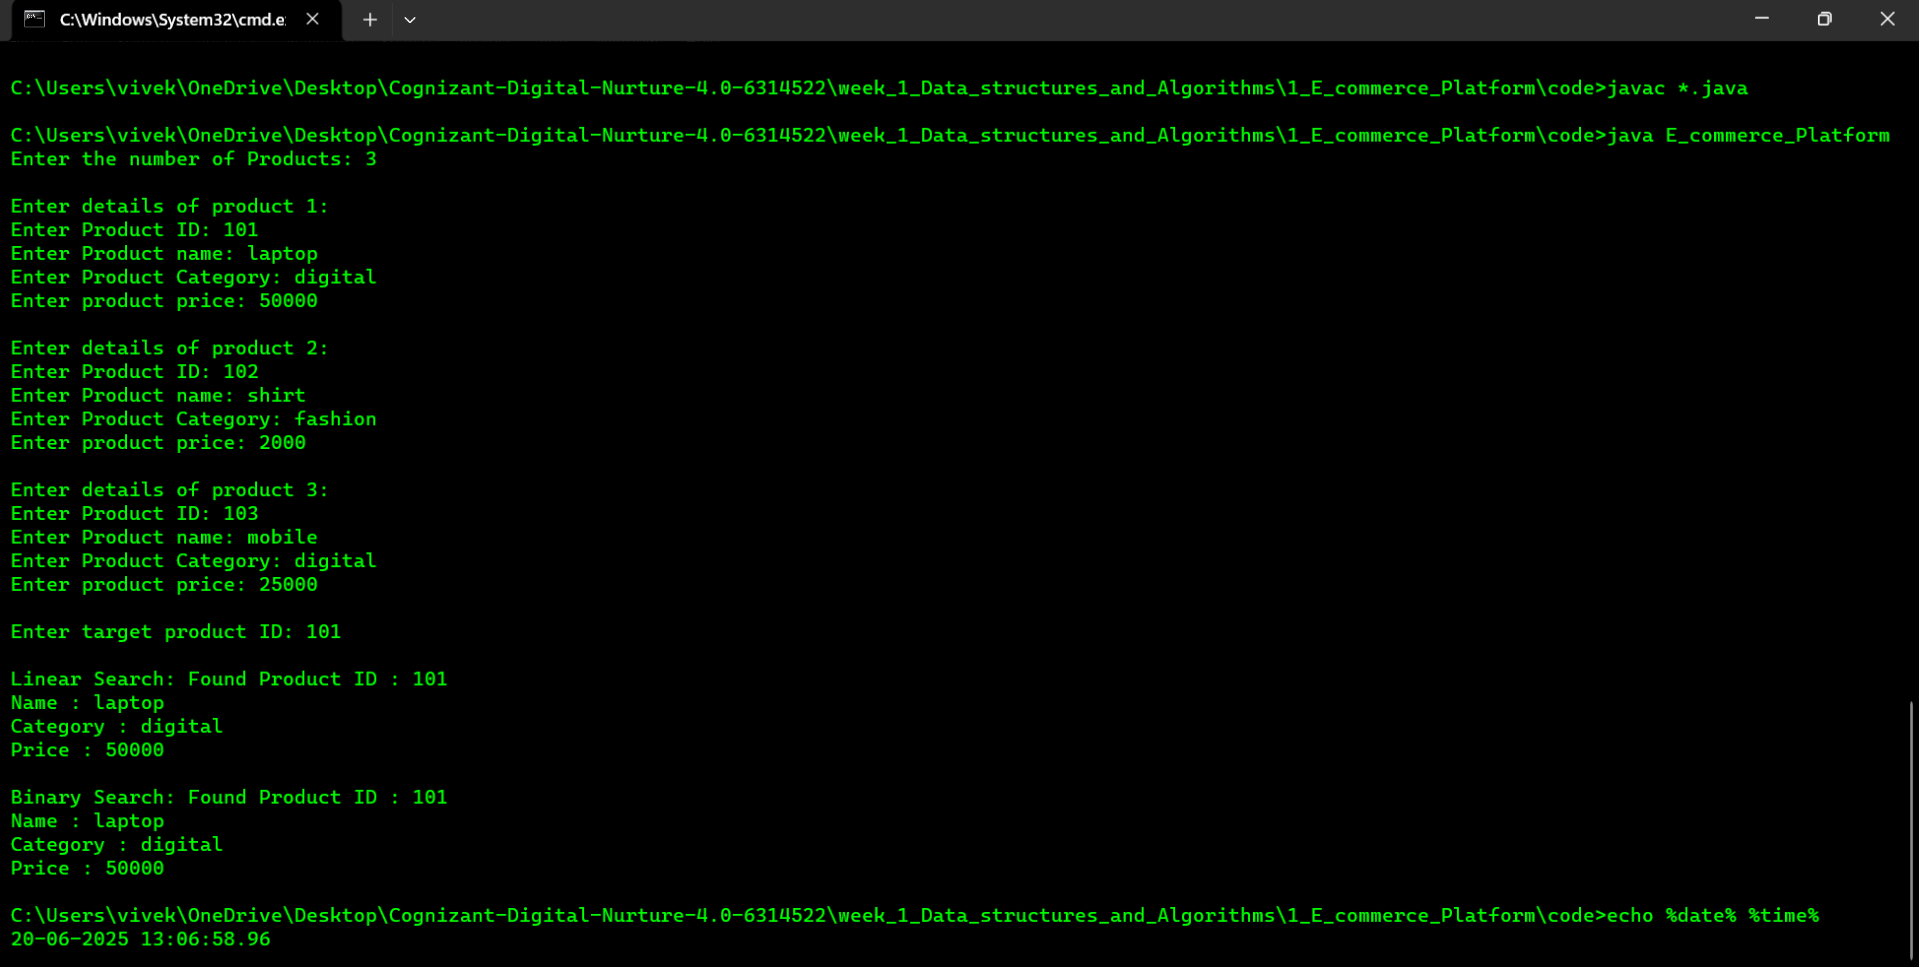 C:\Windows\System32\cmd.e:
C:\Users\vivek\OneDrive\Desktop\Cognizant-Digital-Nurture-4.0-6314522\week_1_Data_structures_and_Algorithms\1_E_commerce_Platform\code>javac *.java
C:\Users\vivek\OneDrive\Desktop\Cognizant-Digital-Nurture-4.0-6314522\week_1_Data_structures_and_Algorithms\1_E_commerce_Platform\code>java E_commerce_Platform
Enter the number of Products: 3
Enter details of product 1:
Enter Product ID: 101
Enter Product name: laptop
Enter Product Category: digital
Enter product price: 50000
Enter details of product 2:
Enter Product ID: 102
Enter Product name: shirt
Enter Product Category: fashion
Enter product price: 2000
Enter details of product 3:
Enter Product ID: 103
Enter Product name: mobile
Enter Product Category: digital
Enter product price: 25000
Enter target product ID: 101
Linear Search: Found Product ID : 101
Name : laptop
Category : digital
Price : 50000
Binary Search: Found Product ID : 101
Name : laptop
Category : digital
Price : 50000
C:\Users\vivek\OneDrive\Desktop\Cognizant-Digital-Nurture-4.0-6314522\week_1_Data_structures_and_Algorithms\1_E_commerce_Platform\code>echo %date% %time%
20-06-2025 13:06:58.96